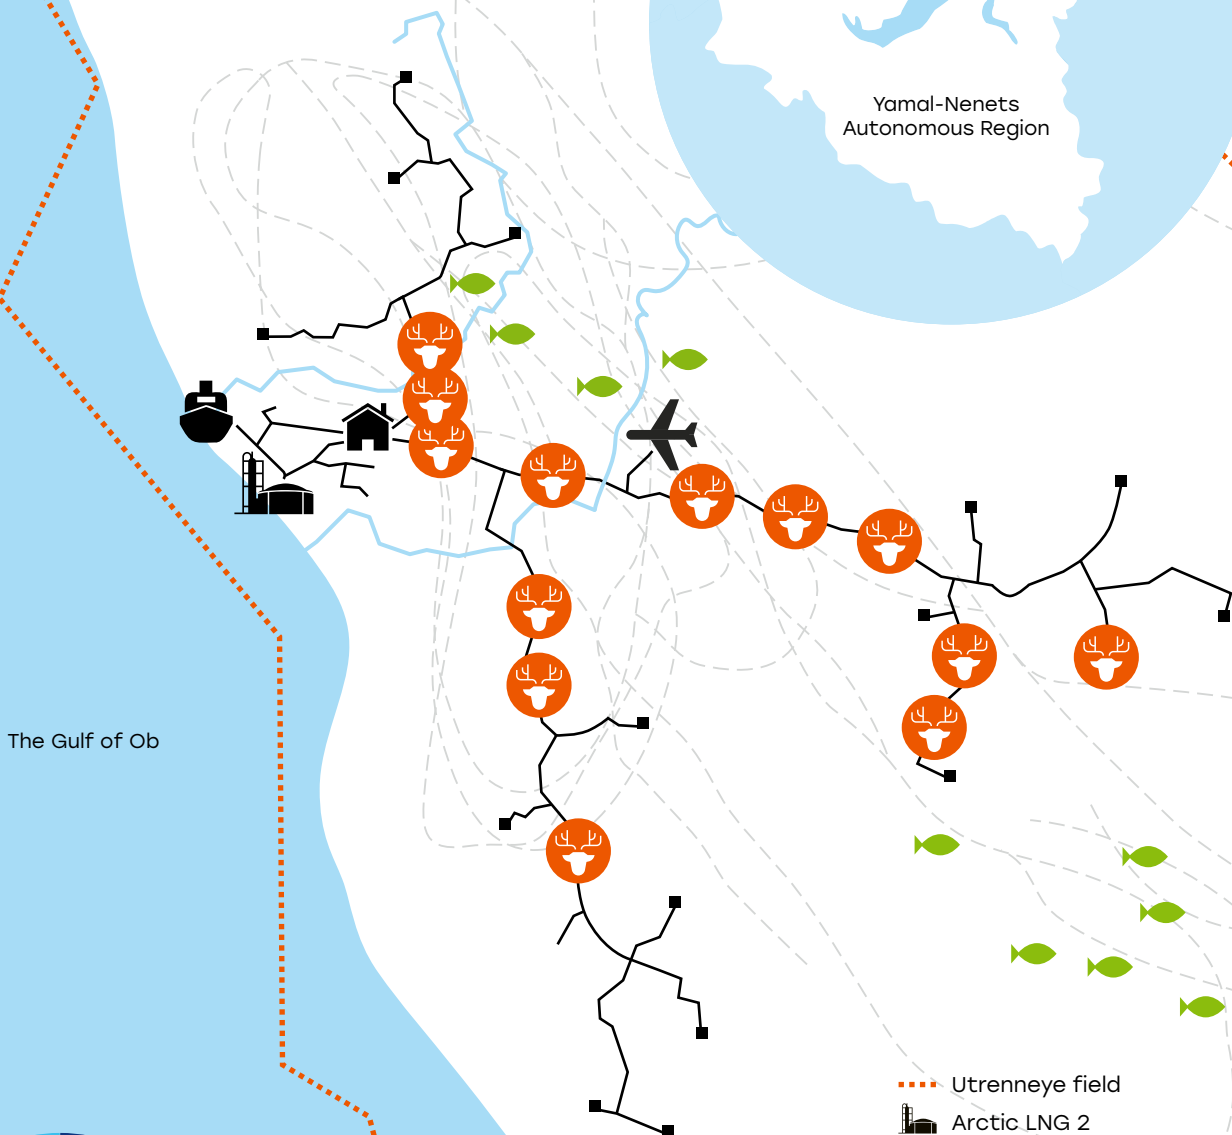 Yamal-Nenets
Autonomous Region
The Gulf of Ob
Utrenneye field
Arctic LNG 2